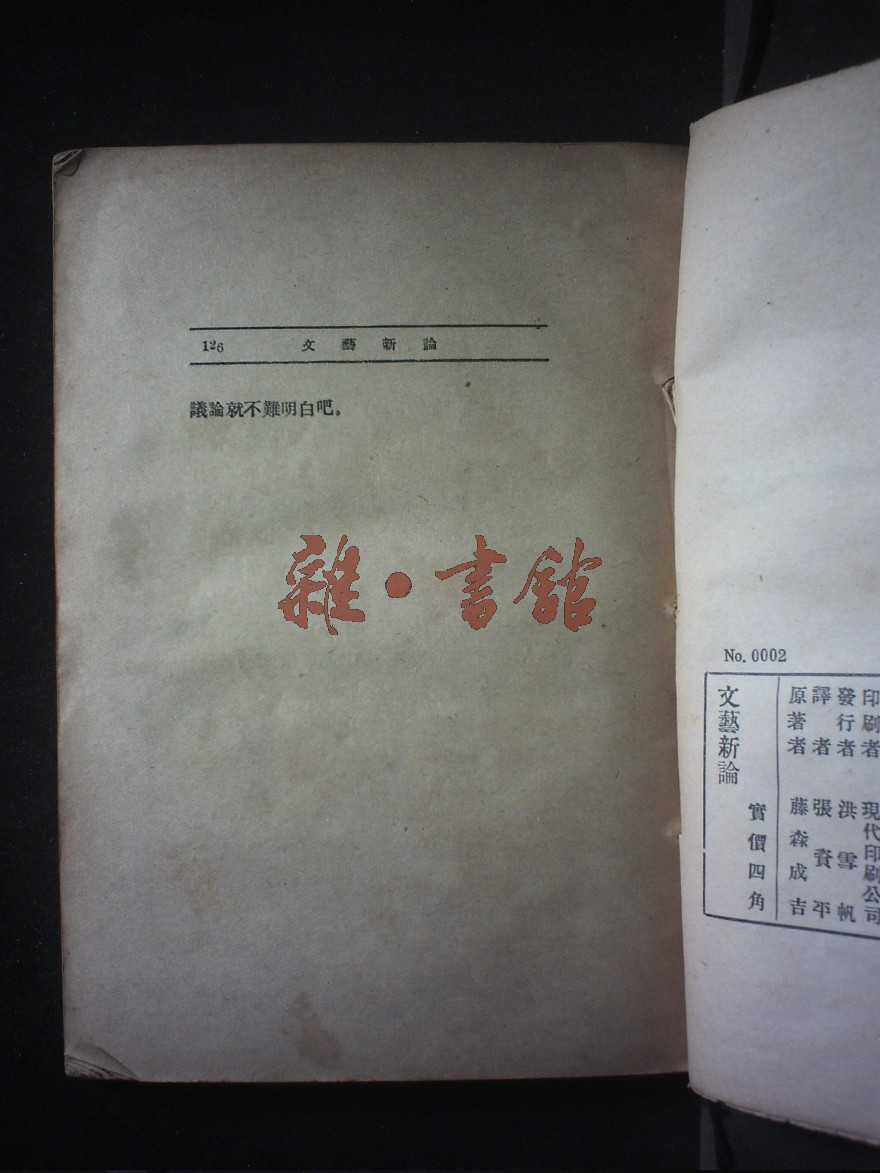 126 文藝新論
議論就不難明白吧。
雜·書館
No. 0002
文藝新論
實價四角
原著者 藤森成吉
譯者 張資平
發行者 洪雪帆
印刷者 現代印刷公司